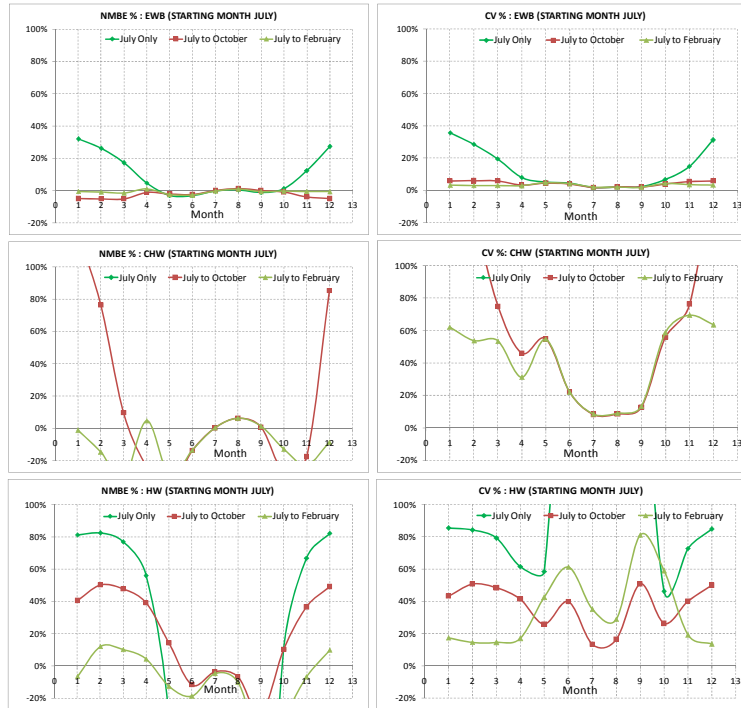 NMBE % : EWB (STARTING MONTH JULY)
100%
July Only July to October July to February
80%
60%
40%
20%
0%
0 1 2 3 4 5 6 7 8 9 10 11 12 13
Month
-20%
CV % : EWB (STARTING MONTH JULY)
100%
July Only July to October July to February
80%
60%
40%
20%
0%
0 1 2 3 4 5 6 7 8 9 10 11 12 13
Month
-20%
NMBE % : CHW (STARTING MONTH JULY)
100%
July Only July to October July to February
80%
60%
40%
20%
0%
0 1 2 3 4 5 6 7 8 9 10 11 12 13
Month
-20%
CV %: CHW (STARTING MONTH JULY)
100%
July Only July to October July to February
80%
60%
40%
20%
0%
0 1 2 3 4 5 6 7 8 9 10 11 12 13
Month
-20%
NMBE % : HW (STARTING MONTH JULY)
100%
July Only July to October July to February
80%
60%
40%
20%
0%
0 1 2 3 4 5 6 7 8 9 10 11 12 13
Month
-20%
CV % : HW (STARTING MONTH JULY)
100%
July Only July to October July to February
80%
60%
40%
20%
0%
0 1 2 3 4 5 6 7 8 9 10 11 12 13
Month
-20%